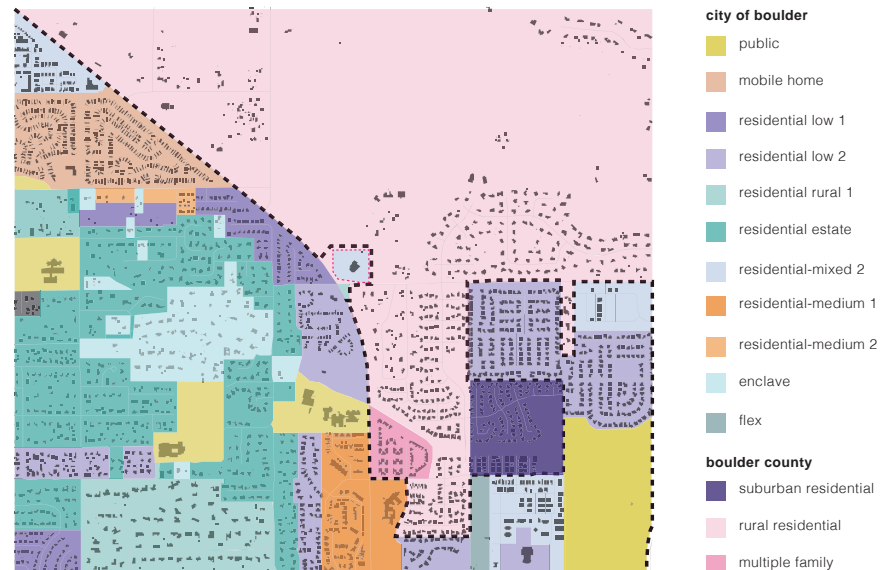 city of boulder
public
mobile home
residential low 1
residential low 2
residential rural 1
residential estate
residential-mixed 2
residential-medium 1
residential-medium 2
enclave
flex
boulder county
suburban residential
rural residential
multiple family